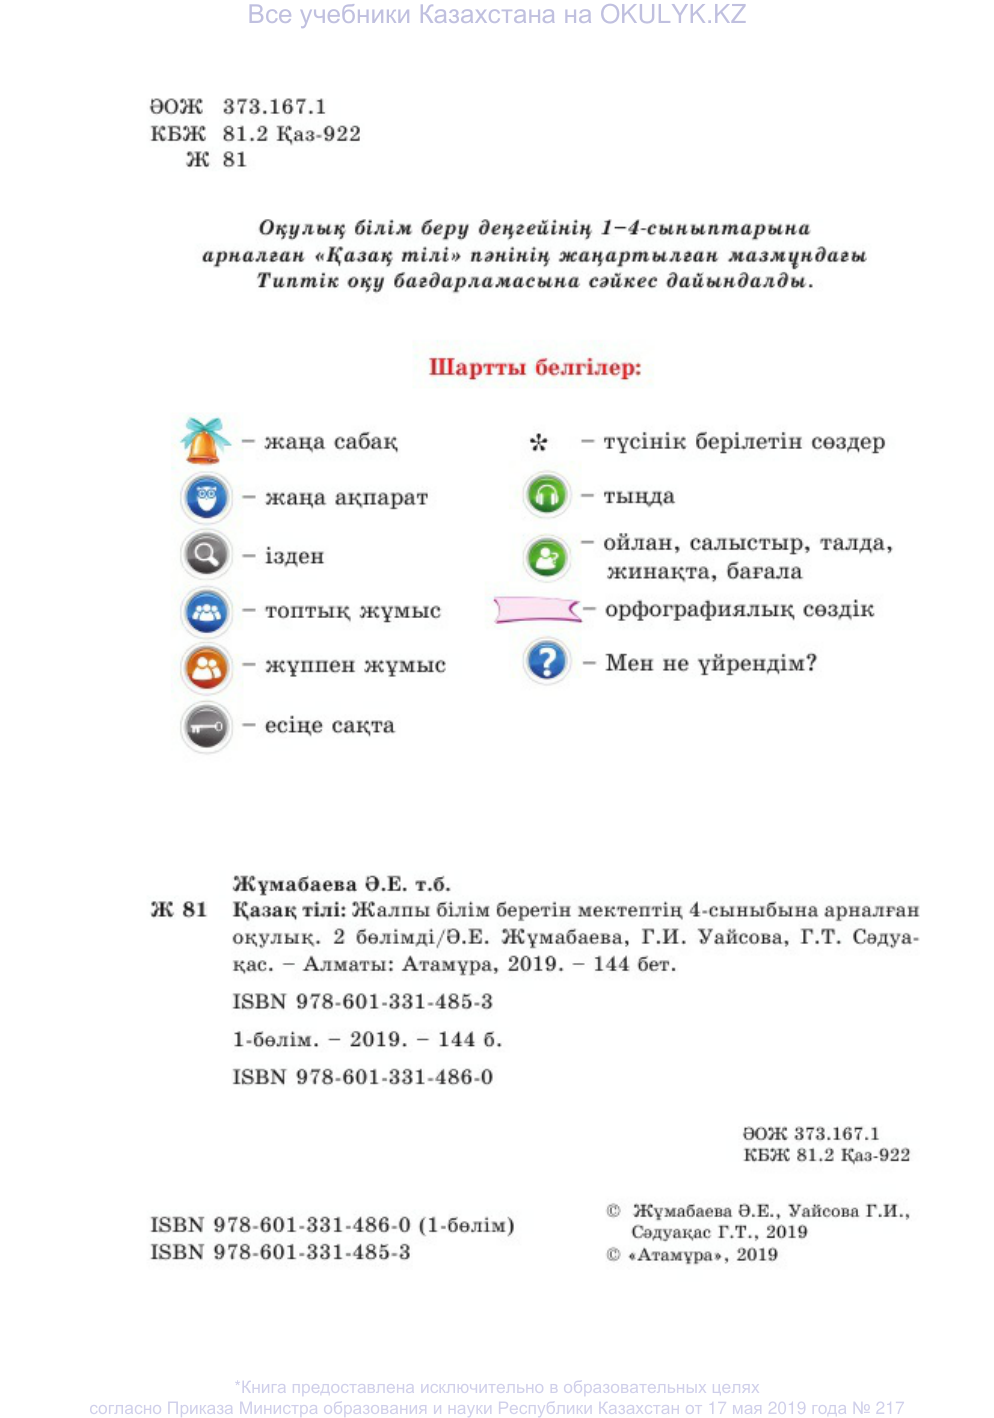 Все учебники Казахстана на OKULYK.KZ
ӘОЖ 373.167.1
КБЖ 81.2 Қаз-922
Ж 81
Оқулық білім беру деңгейінің 1–4-сыныптарына
арналған «Қазақ тілі» пәнінің жаңартылған мазмұндағы
Типтік оқу бағдарламасына сәйкес дайындалды.
Шартты белгілер:
– жаңа сабақ
– жаңа ақпарат
– ізден
– топтық жұмыс
– жұппен жұмыс
– есіңе сақта
* – түсінік берілетін сөздер
– тыңда
– ойлан, салыстыр, талда,
жинақта, бағала
– орфографиялық сөздік
? – Мен не үйрендім?
Жұмабаева Ә.Е. т.б.
Ж 81 Қазақ тілі: Жалпы білім беретін мектептің 4-сыныбына арналған
оқулық. 2 бөлімді/Ә.Е. Жұмабаева, Г.И. Уайсова, Г.Т. Сәдуа-
қас. – Алматы: Атамұра, 2019. – 144 бет.
ISBN 978-601-331-485-3
1-бөлім. – 2019. – 144 б.
ISBN 978-601-331-486-0
ӘОЖ 373.167.1
КБЖ 81.2 Қаз-922
ISBN 978-601-331-486-0 (1-бөлім)
ISBN 978-601-331-485-3
© Жұмабаева Ә.Е., Уайсова Г.И.,
Сәдуақас Г.Т., 2019
© «Атамұра», 2019
*Книга предоставлена исключительно в образовательных целях
согласно Приказа Министра образования и науки Республики Казахстан от 17 мая 2019 года № 217